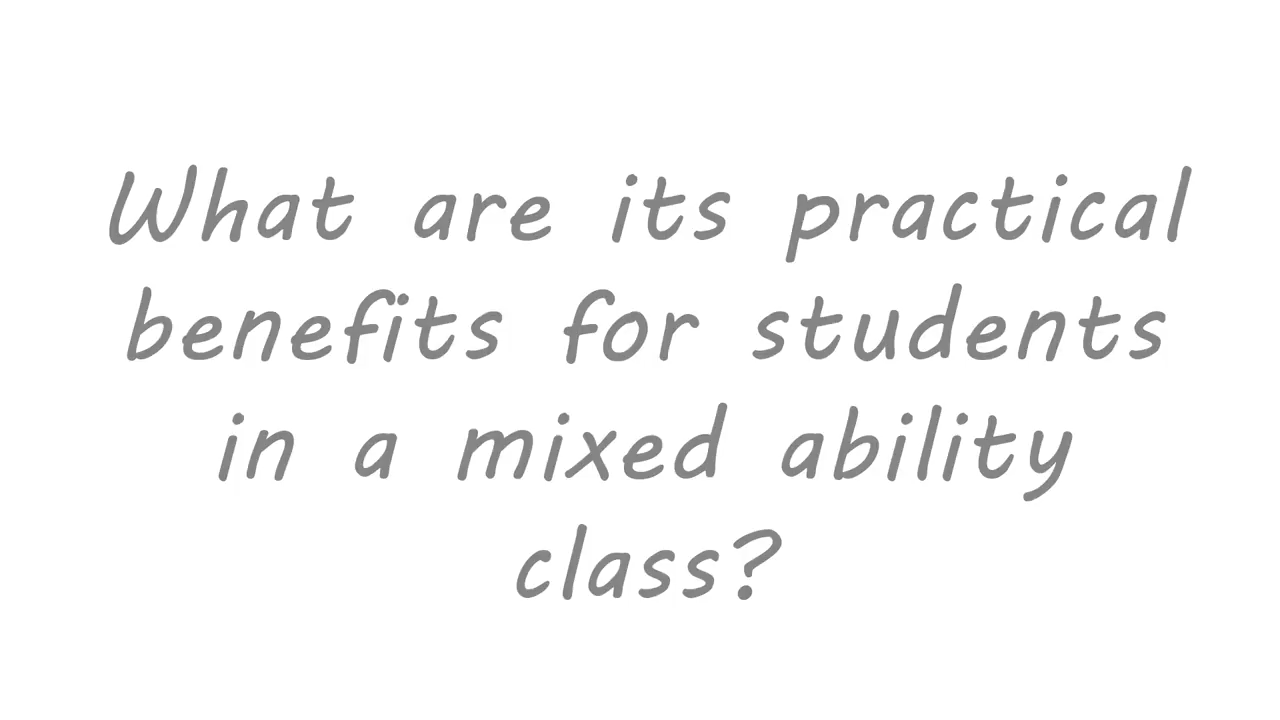 What are its practical
benefits for students
in a mixed ability
class?